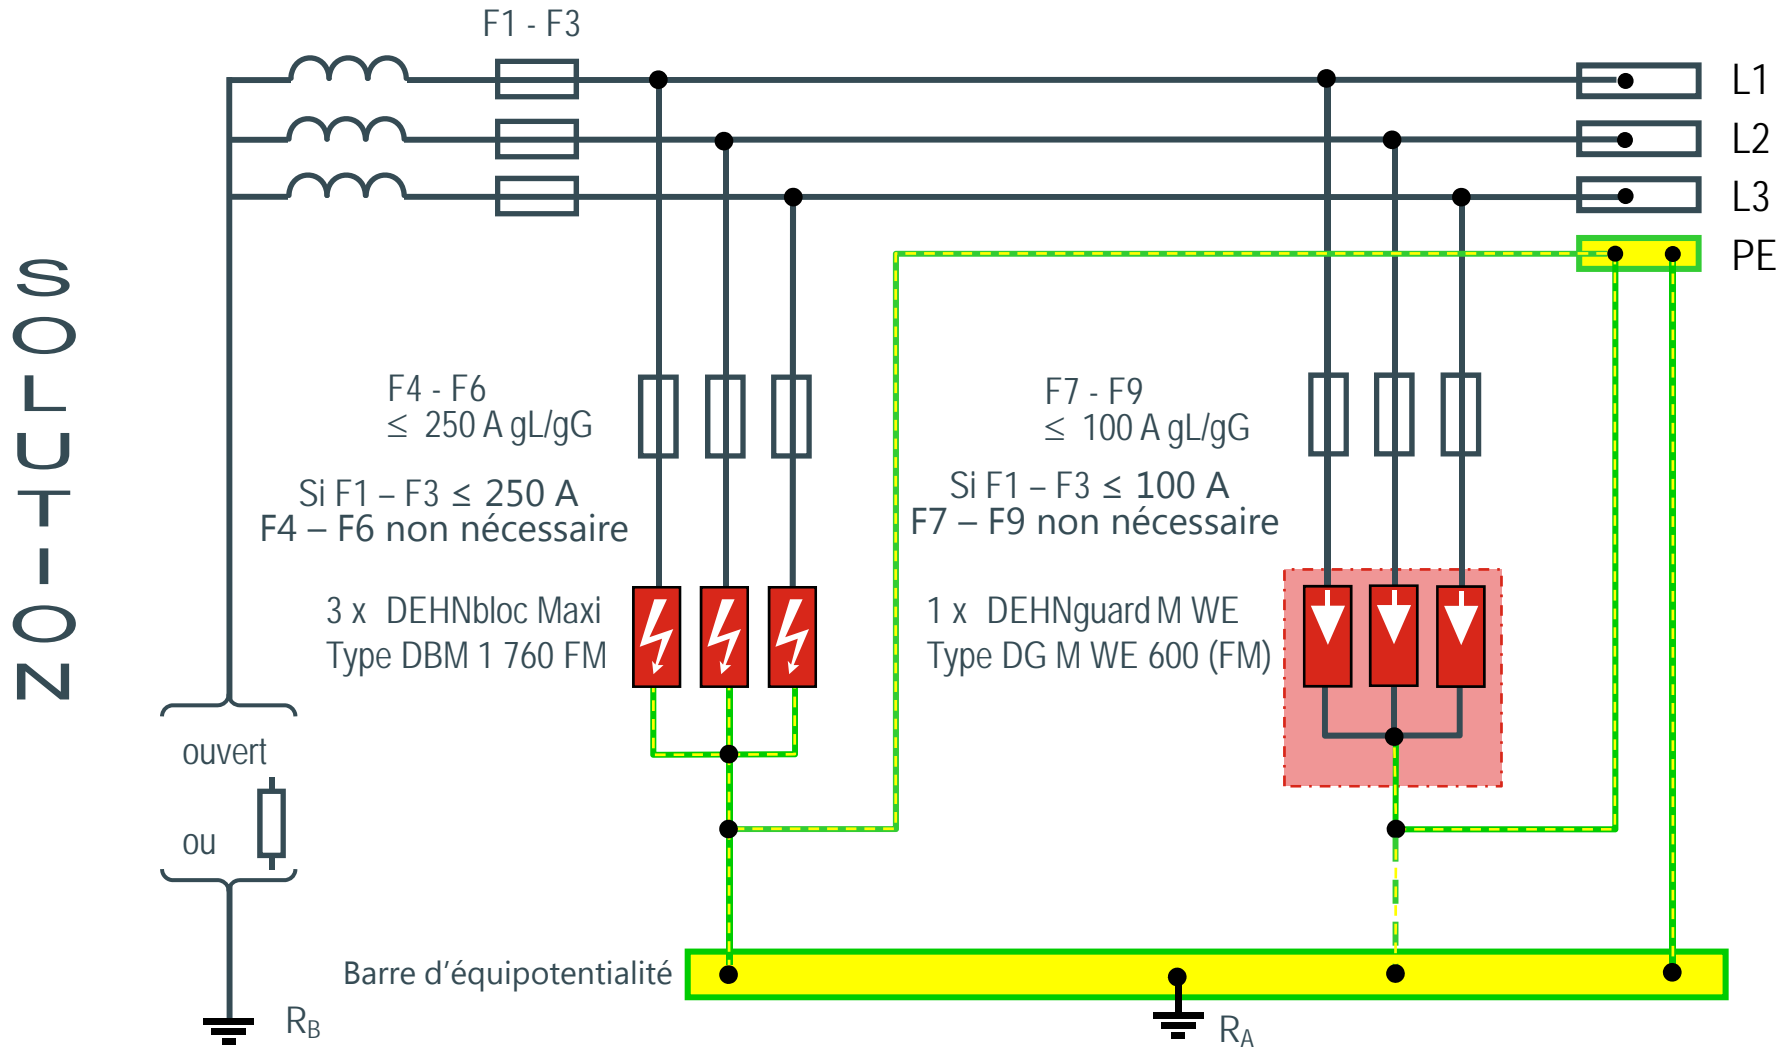 F1 - F3
L1
L2
L3
PE
SOLUTION
F4 - F6
≤ 250 A gL/gG
Si F1 – F3 ≤ 250 A
F4 – F6 non nécessaire
3 x DEHNbloc Maxi
Type DBM 1 760 FM
F7 - F9
≤ 100 A gL/gG
Si F1 – F3 ≤ 100 A
F7 – F9 non nécessaire
1 x DEHNguard M WE
Type DG M WE 600 (FM)
ouvert
ou
Barre d'équipotentialité
RB
RA